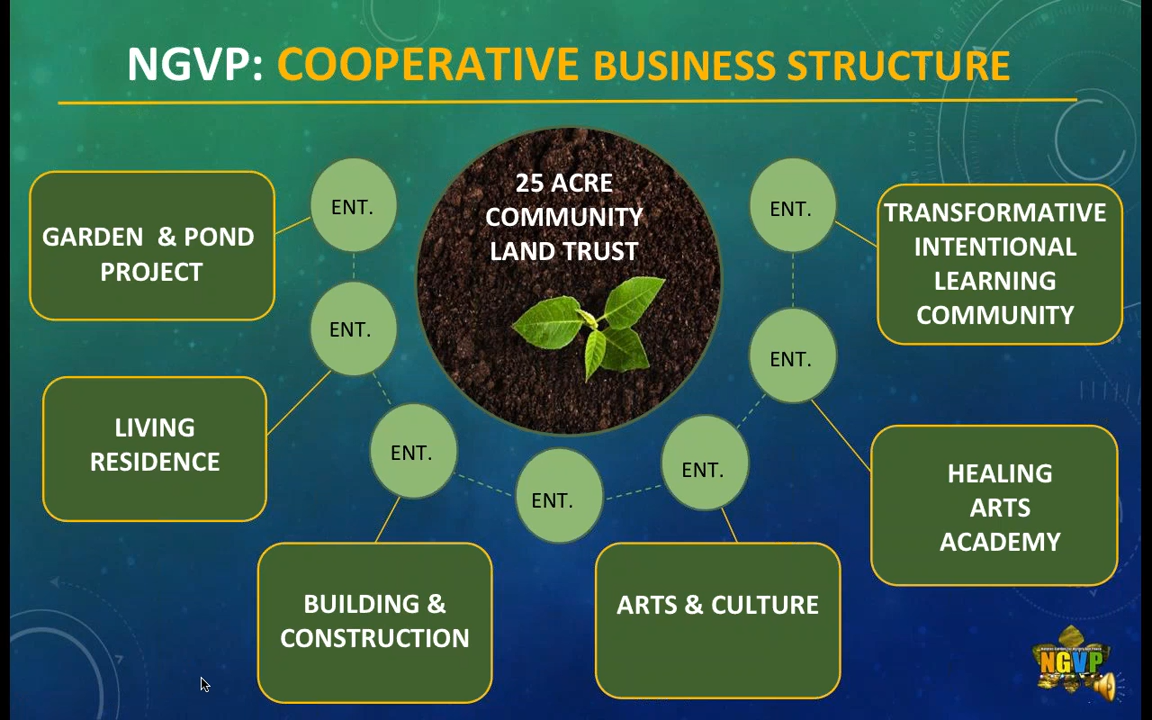 NGVP: COOPERATIVE BUSINESS STRUCTURE
25 ACRE
COMMUNITY
LAND TRUST
ENT.
GARDEN & POND
PROJECT
ENT.
LIVING
RESIDENCE
ENT.
BUILDING &
CONSTRUCTION
ENT.
ENT.
ARTS & CULTURE
ENT.
HEALING
ARTS
ACADEMY
ENT.
TRANSFORMATIVE
INTENTIONAL
LEARNING
COMMUNITY
NGVP